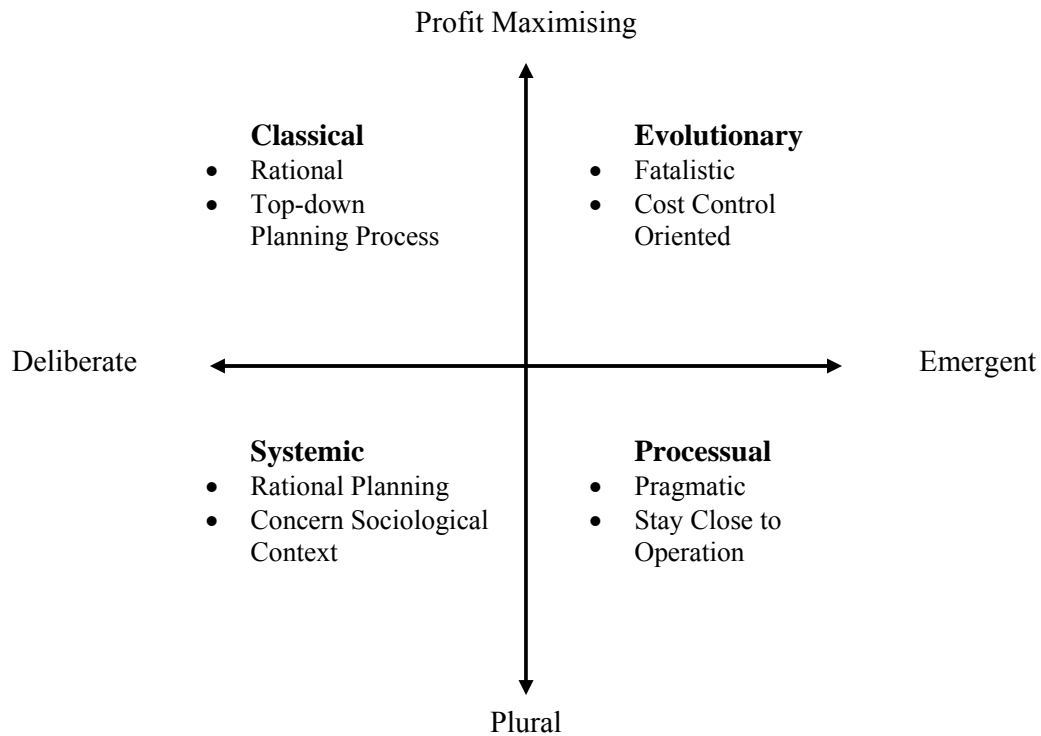 Profit Maximising
Classical
• Rational
• Top-down
Planning Process
Evolutionary
• Fatalistic
• Cost Control
Oriented
Deliberate
Emergent
Systemic
• Rational Planning
• Concern Sociological
Context
Processual
• Pragmatic
• Stay Close to
Operation
Plural